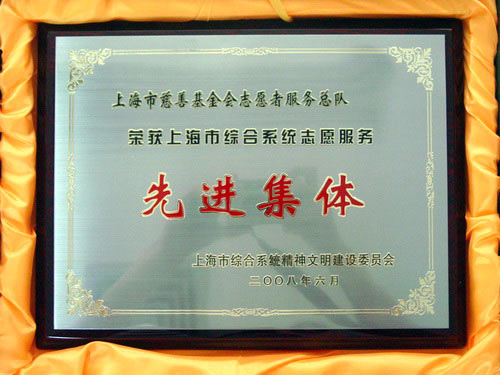 上海市慈善基金会志愿者服务总队
荣获上海市综合系统志愿服务
先进集体
上海市综合系统精神文明建设委员会
二〇〇八年六月